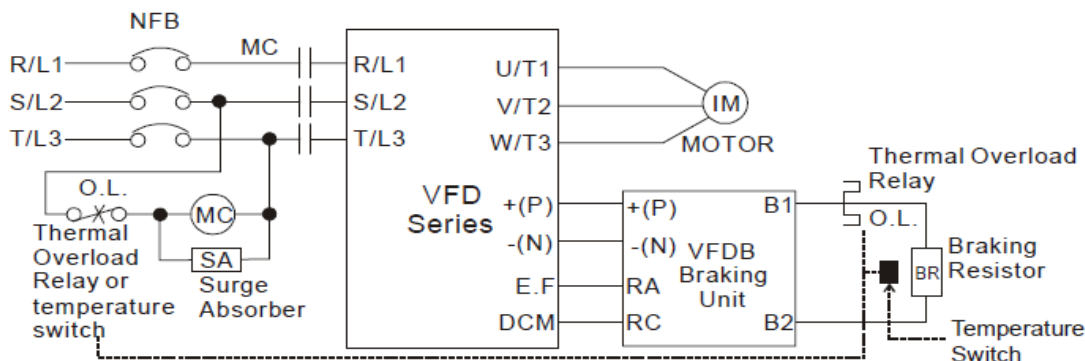 NFB
MC
R/L1
S/L2
T/L3
R/L1
S/L2
T/L3
O.L.
MC
SA
Thermal
Overload
Relay or
temperature
switch
Surge
Absorber
VFD
Series
U/T1
V/T2
W/T3
+(P)
-(N)
E.F
DCM
IM
MOTOR
+(P)
-(N)
RA
RC
VFDB
Braking
Unit
B1
B2
Thermal Overload
Relay
O.L.
BR
Braking
Resistor
Temperature
Switch